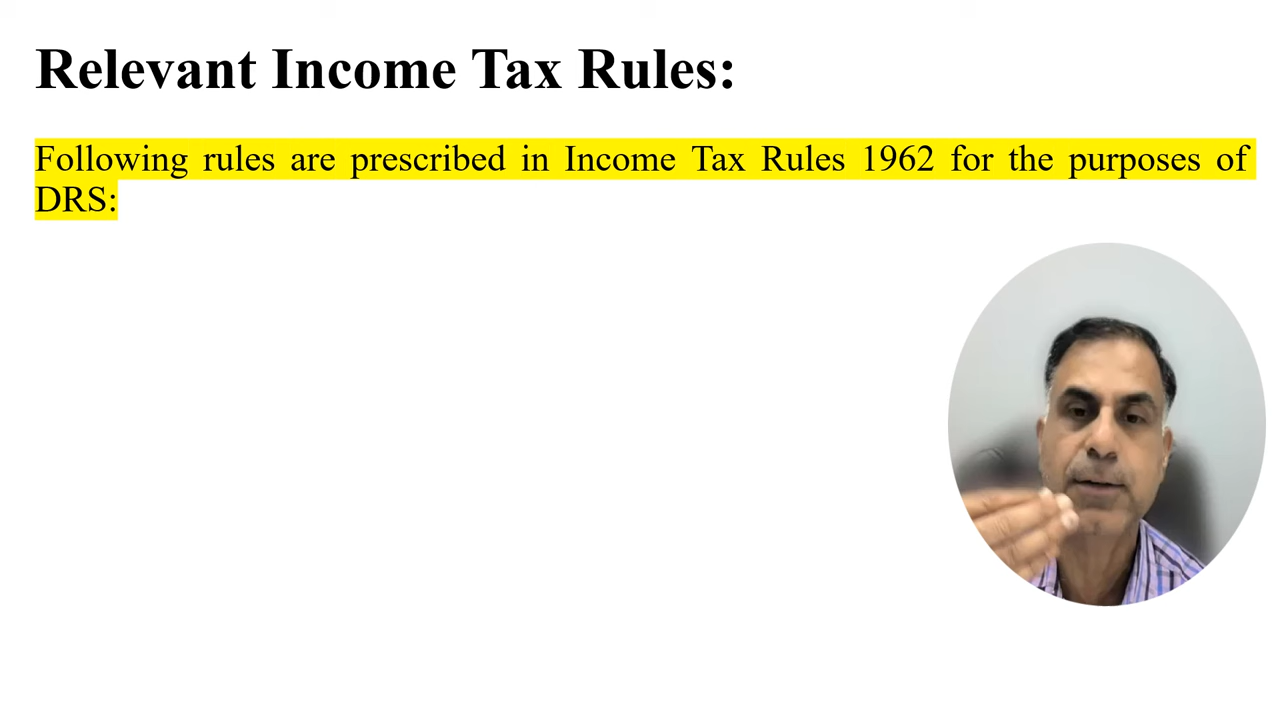 Relevant Income Tax Rules:
Following rules are prescribed in Income Tax Rules 1962 for the purposes of
DRS: